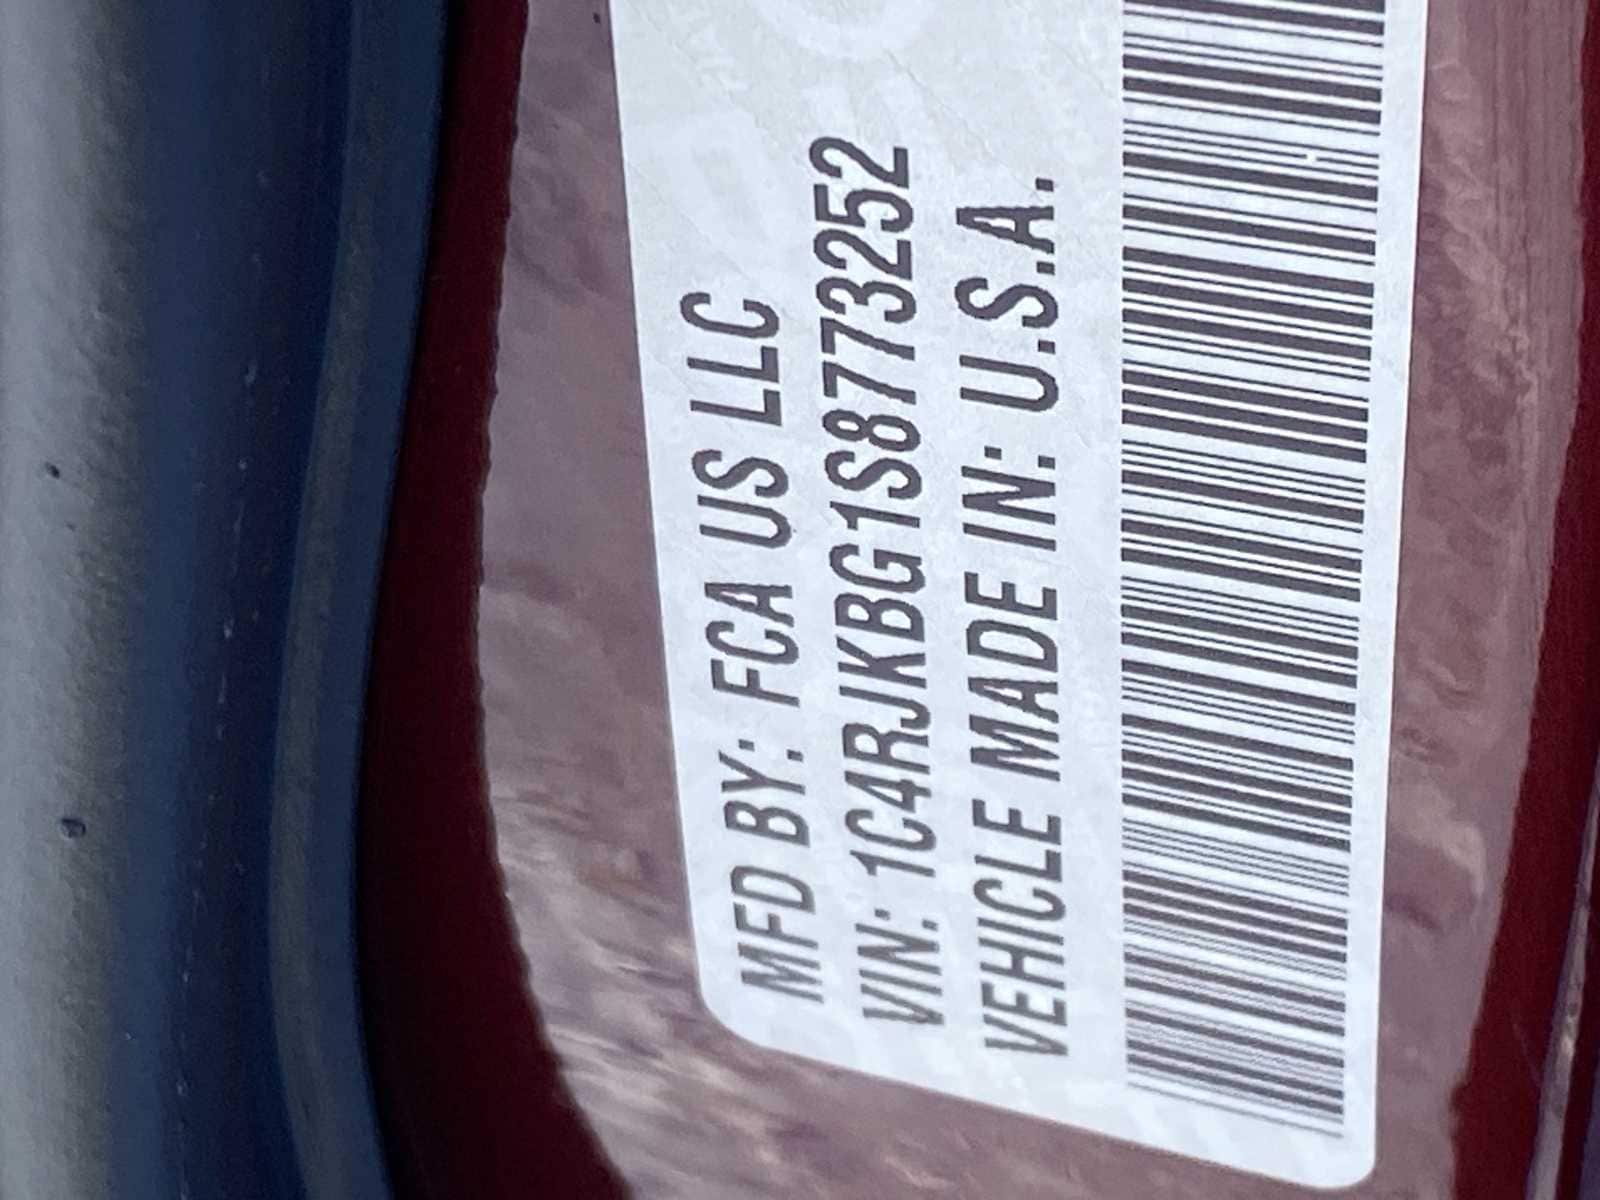 MFD BY: FCA US LLC
VIN: 1C4RJKBG1S8773252
VEHICLE MADE IN: U.S.A.